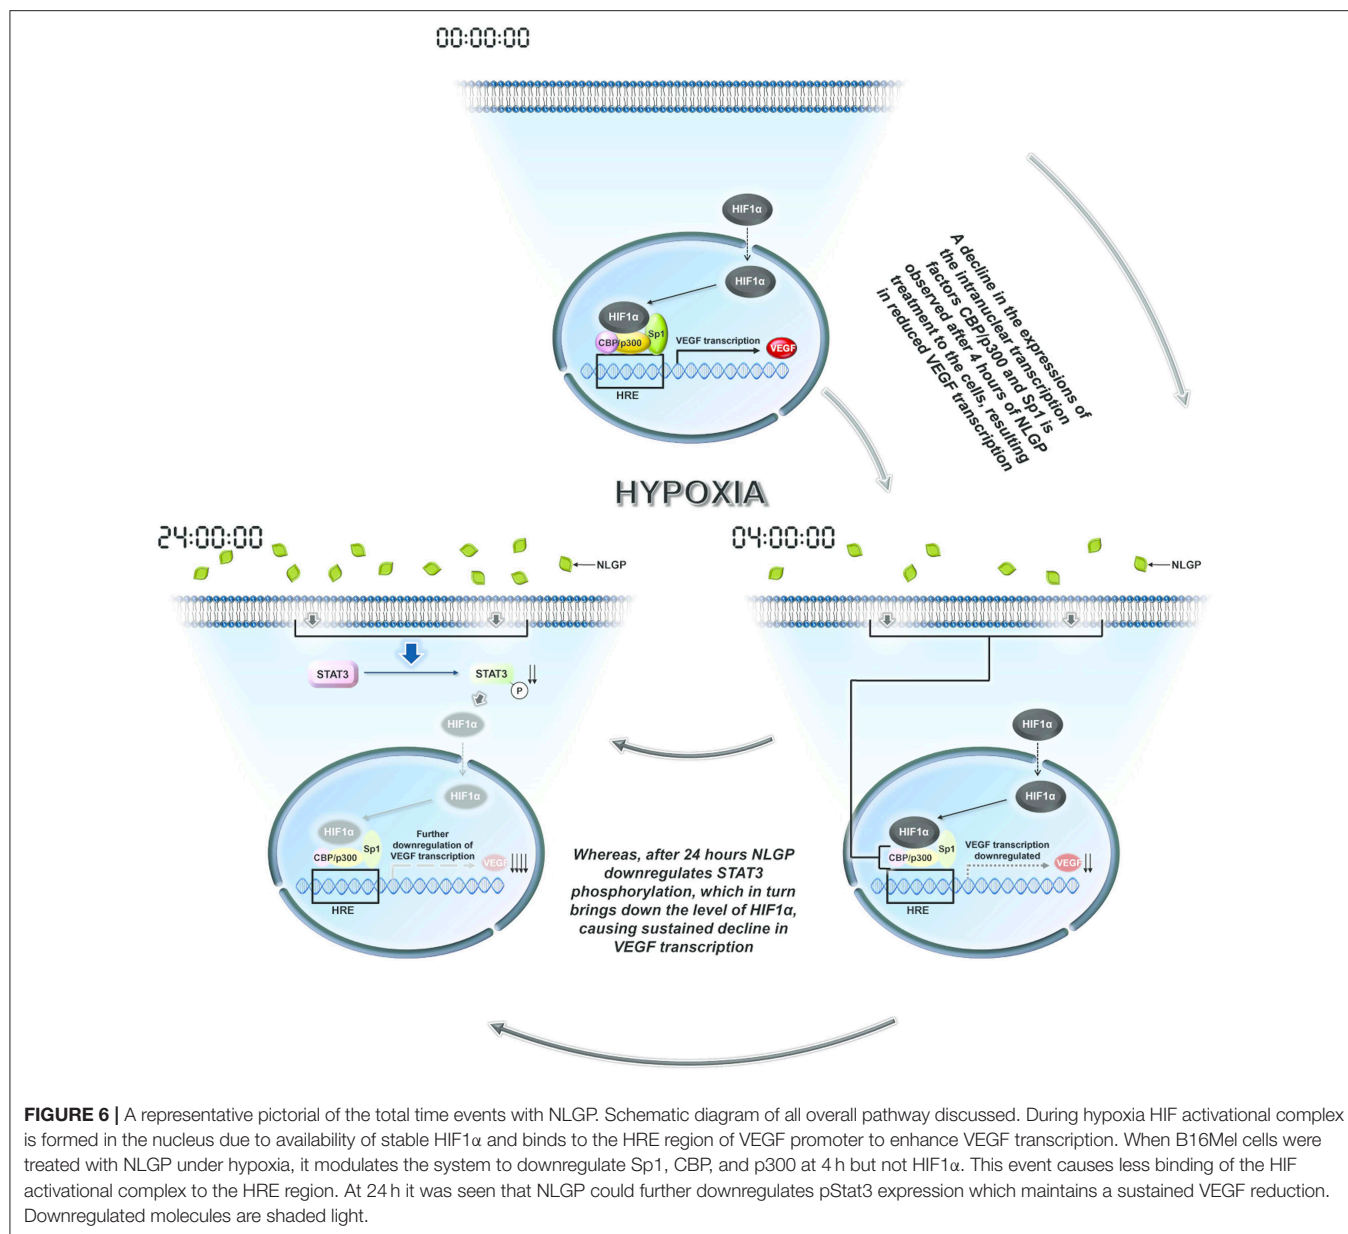 00:00:00
HIF1α
HIF1α
HIF1α
Sp1
CBP/p300
VEGF transcription
VEGF
HRE
A decline in the expressions of
the intranuclear transcription
factors CBP/p300 and Sp1 is
observed after 4 hours of NLGP
treatment to the cells, resulting
in reduced VEGF transcription
HYPOXIA
24:00:00
NLGP
STAT3
STAT3
P
HIF1α
HIF1α
HIF1α
Sp1
CBP/p300
Further
downregulation of
VEGF transcription
VEGF
HRE
04:00:00
NLGP
HIF1α
HIF1α
HIF1α
Sp1
CBP/p300
VEGF transcription
downregulated
VEGF
HRE
Whereas, after 24 hours NLGP
downregulates STAT3
phosphorylation, which in turn
brings down the level of HIF1α,
causing sustained decline in
VEGF transcription
FIGURE 6 | A representative pictorial of the total time events with NLGP. Schematic diagram of all overall pathway discussed. During hypoxia HIF activational complex
is formed in the nucleus due to availability of stable HIF1α and binds to the HRE region of VEGF promoter to enhance VEGF transcription. When B16Mel cells were
treated with NLGP under hypoxia, it modulates the system to downregulate Sp1, CBP, and p300 at 4 h but not HIF1α. This event causes less binding of the HIF
activational complex to the HRE region. At 24 h it was seen that NLGP could further downregulates pStat3 expression which maintains a sustained VEGF reduction.
Downregulated molecules are shaded light.